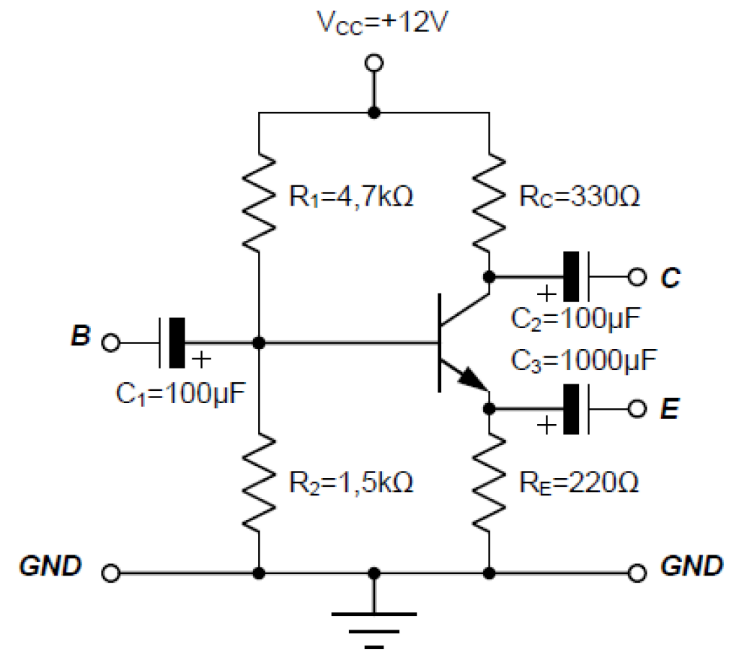 VCC=+12V
R1=4,7kΩ
RC=330Ω
C
+
C2=100µF
B
+
C3=1000µF
C1=100µF
+
E
R2=1,5kΩ
RE=220Ω
GND
GND